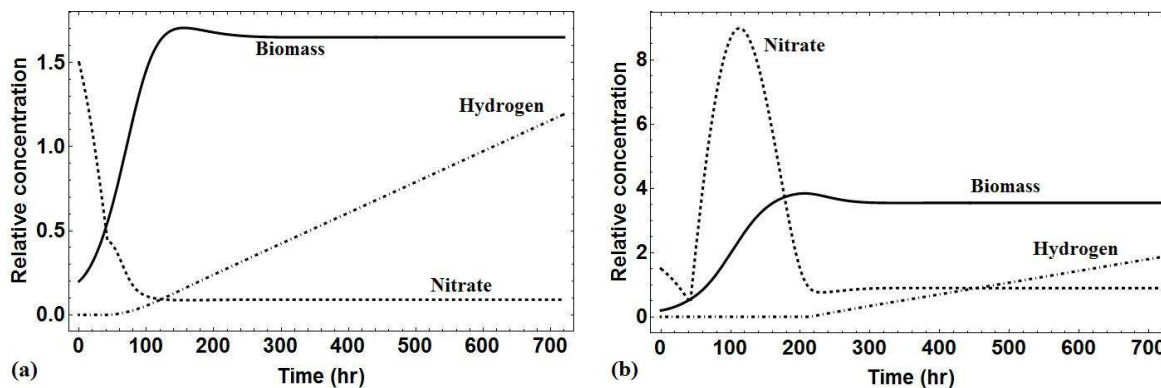 Relative concentration
1.5
1.0
0.5
0.0
Biomass
Hydrogen
Nitrate
0 100 200 300 400 500 600 700
Time (hr)
(a)
Relative concentration
8
6
4
2
0
Nitrate
Biomass
Hydrogen
0 100 200 300 400 500 600 700
Time (hr)
(b)